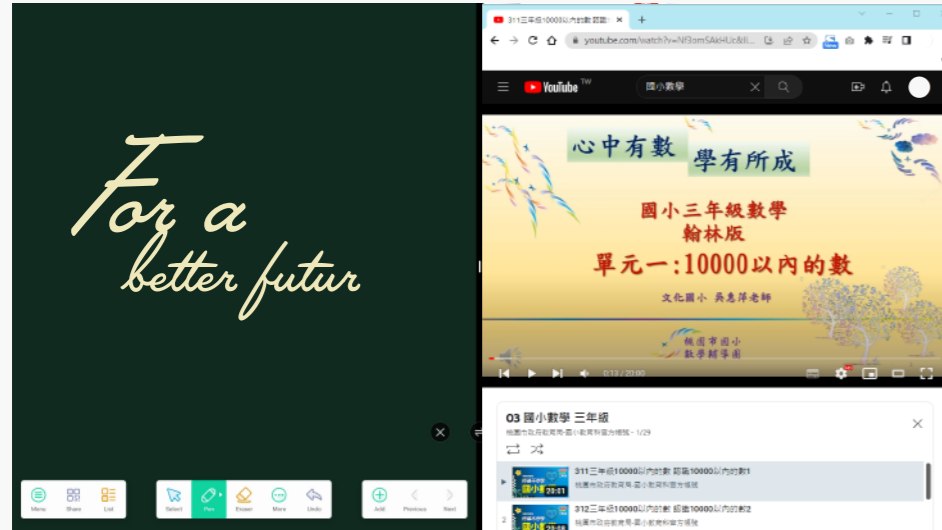 For a
better futur
Menu
Share
List
Select
Pen
Eraser
More
Undo
Add
Previous
Next
311三年級10000以內的數 認識1
youtube.com/watch?v=Nf3omSAkHUc&li...
YouTube TW
國小數學
心中有數
學有所成
國小三年級數學
翰林版
單元一:10000以內的數
文化國小 吳惠萍老師
桃園市國小
數學輔導團
0:13 / 20:00
03 國小數學 三年級
桃園市政府教育局-國小教育科官方頻道 - 1/29
311三年級10000以內的數 認識10000以內的數1
桃園市政府教育局-國小教育科官方頻道
20:01
2
312三年級10000以內的數 認識10000以內的數2
桃園市政府教育局-國小教育科官方頻道